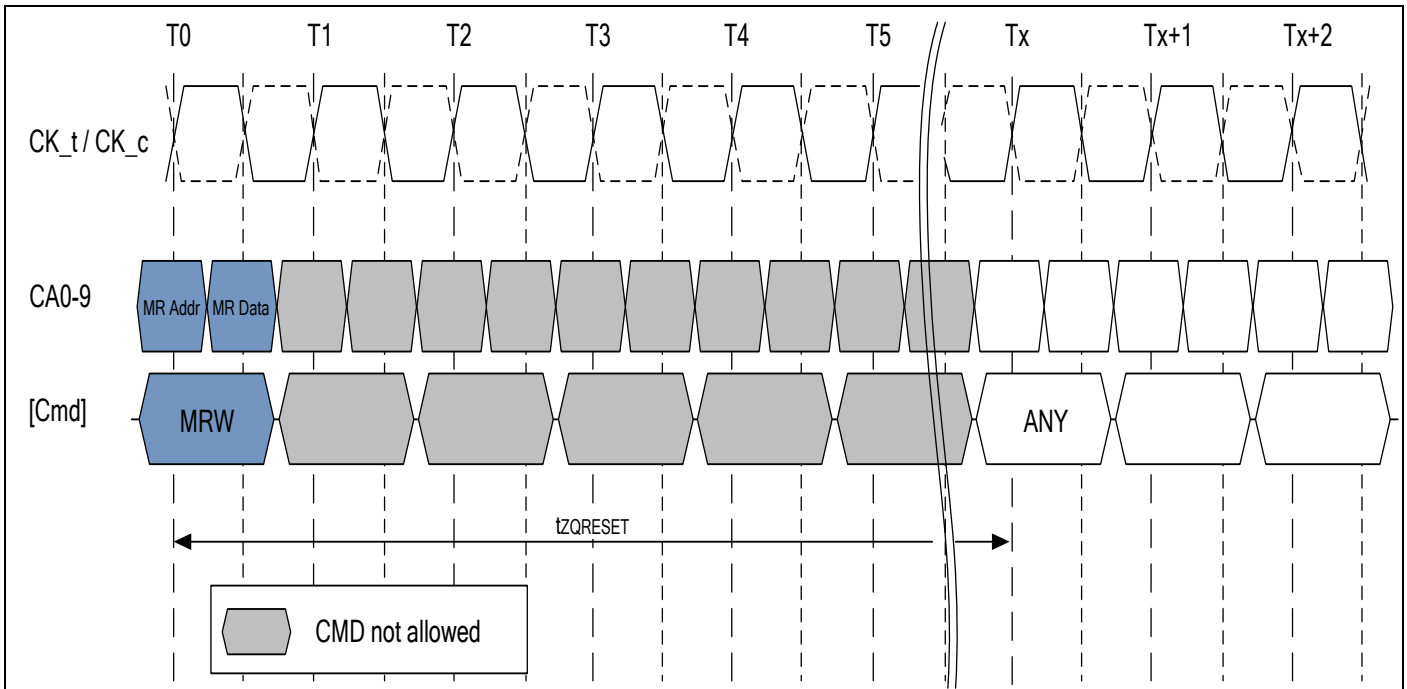 T0 T1 T2 T3 T4 T5 Tx Tx+1 Tx+2
CK_t / CK_c
CA0-9 MR Addr MR Data
[Cmd] MRW ANY
tZQRESET
CMD not allowed